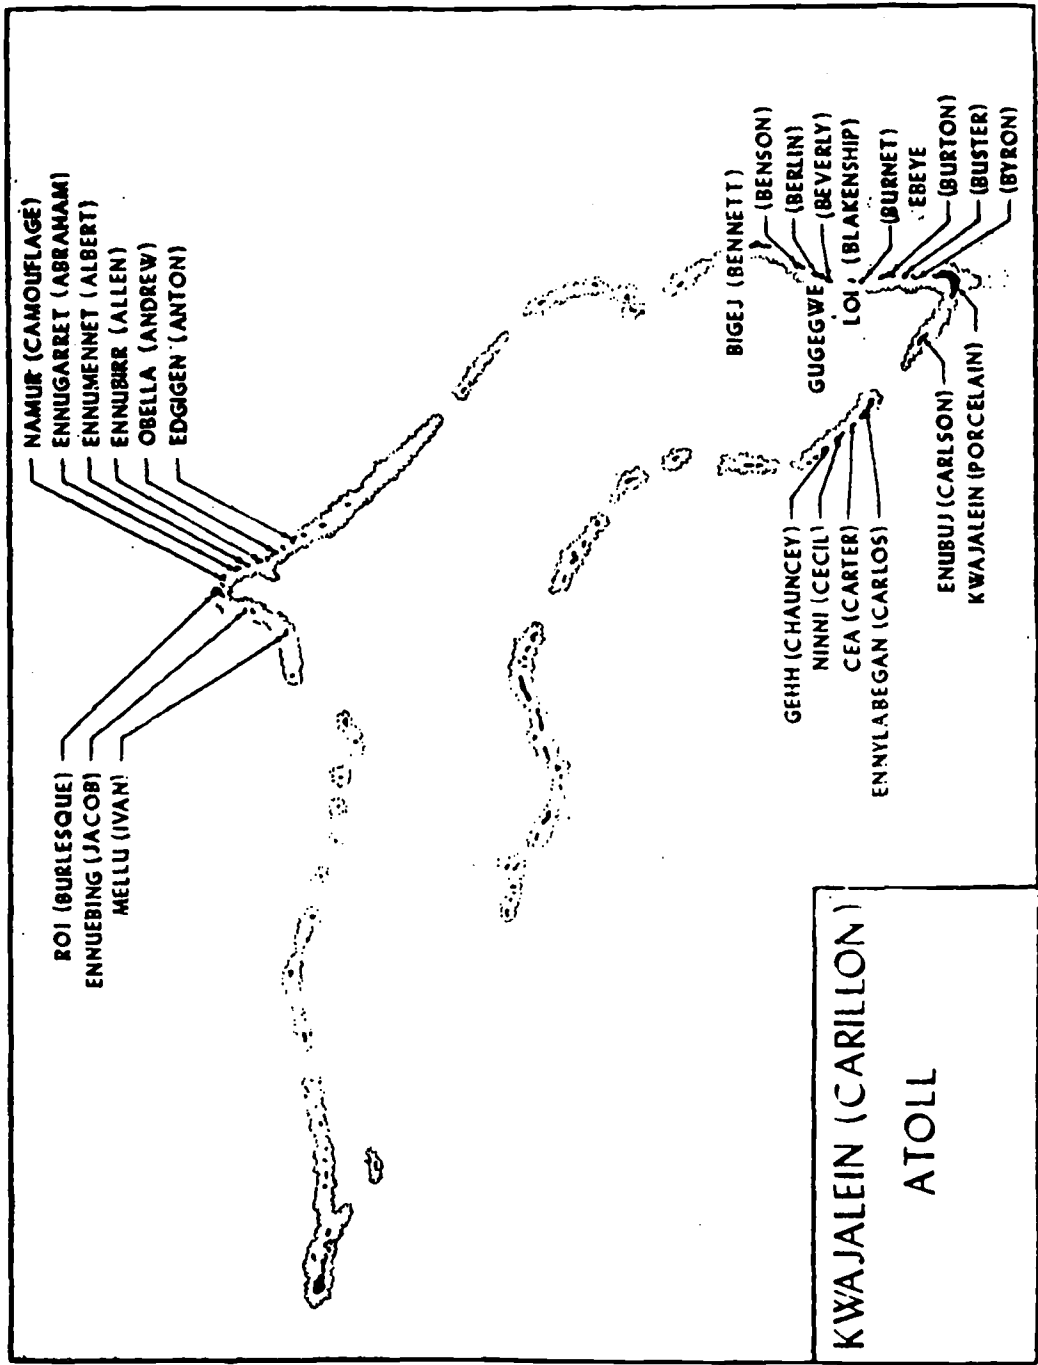 NAMUR (CAMOUFLAGE)
ENNUGARRET (ABRAHAM)
ENNUMENNET (ALBERT)
ENNUBIRR (ALLEN)
OBELLA (ANDREW)
EDGIGEN (ANTON)
ROI (BURLESQUE)
ENNUEBING (JACOB)
MELLU (IVAN)
BIGEJ (BENNETT)
(BENSON)
(BERLIN)
GUGEGWE (BEVERLY)
LOI (BLAKENSHIP)
(BURNET)
EBEYE
(BURTON)
(BUSTER)
(BYRON)
GEHH (CHAUNCEY)
NINNI (CECIL)
CEA (CARTER)
ENNYLABEGAN (CARLOS)
ENUBUJ (CARLSON)
KWAJALEIN (PORCELAIN)
KWAJALEIN (CARILLON)
ATOLL